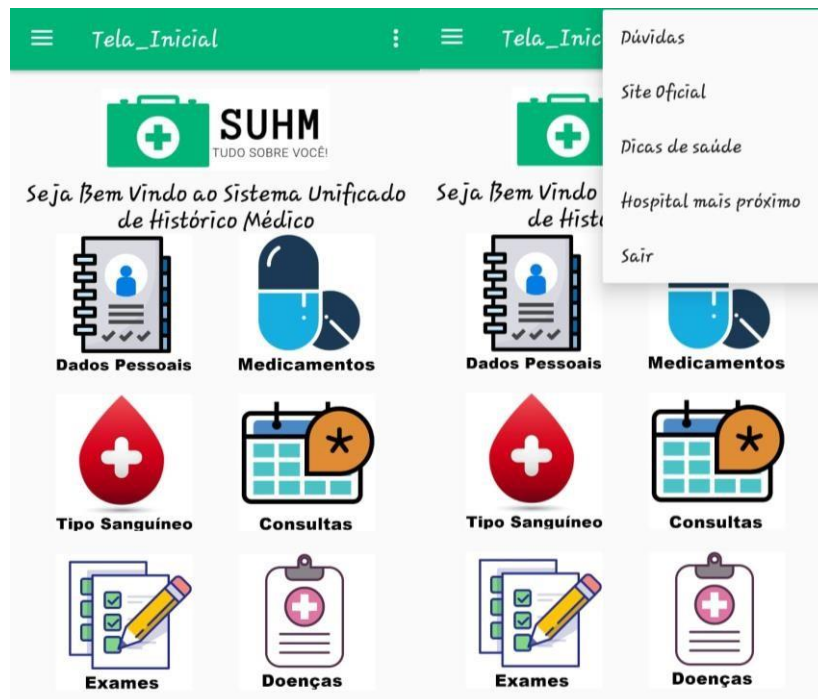 Tela_Inicial
SUHM
TUDO SOBRE VOCÊ!
Seja Bem Vindo ao Sistema Unificado
de Histórico Médico
Dados Pessoais
Medicamentos
Tipo Sanguíneo
Consultas
Exames
Doenças
Tela_Inic
Dúvidas
Site Oficial
Dicas de saúde
Hospital mais próximo
Sair
Seja Bem Vindo
de Histó
Dados Pessoais
Medicamentos
Tipo Sanguíneo
Consultas
Exames
Doenças